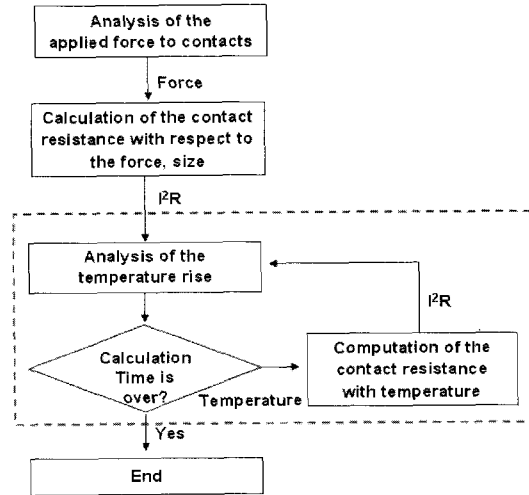 Analysis of the
applied force to contacts
Force
Calculation of the contact
resistance with respect to
the force, size
I²R
Analysis of the
temperature rise
I²R
Calculation
Time is
over?
Temperature
Computation of the
contact resistance
with temperature
Yes
End